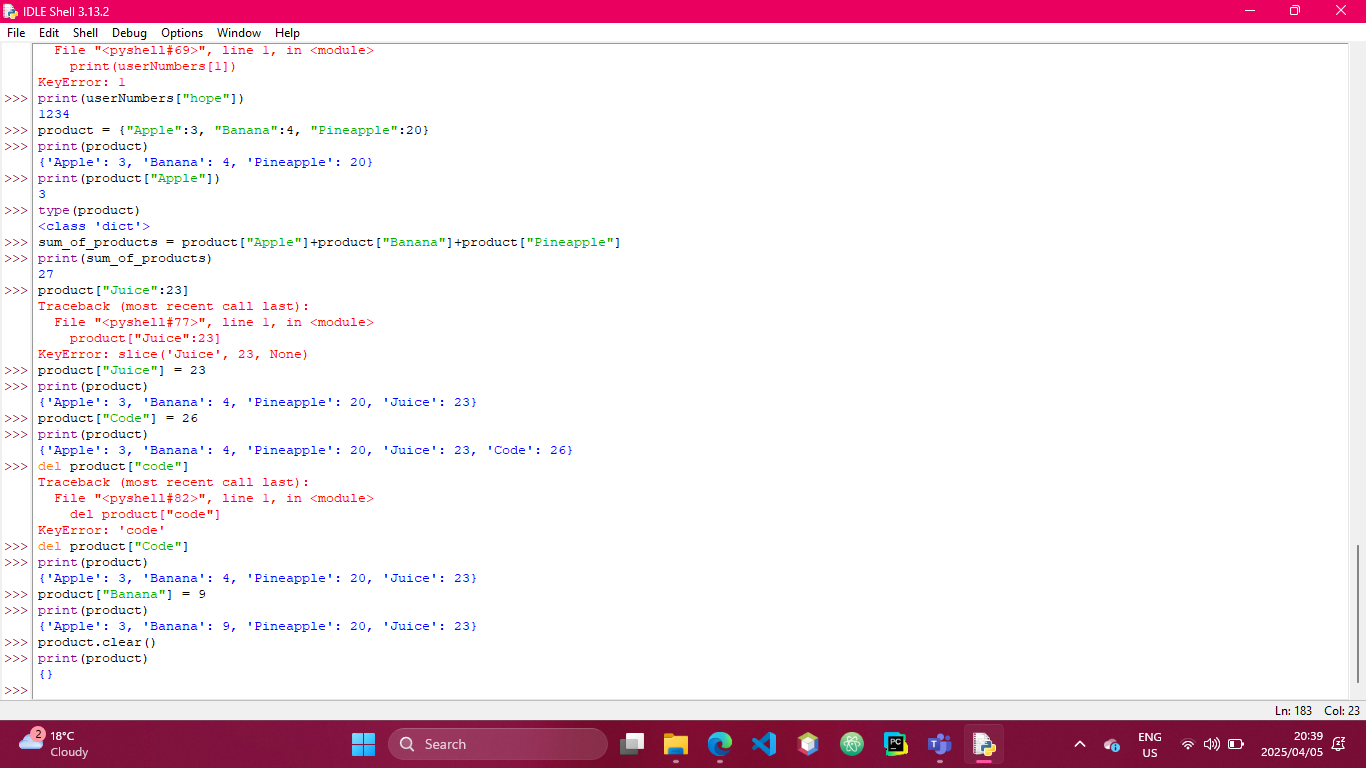 IDLE Shell 3.13.2
File Edit Shell Debug Options Window Help
  File "<pyshell#69>", line 1, in <module>
    print(userNumbers[1])
KeyError: 1
>>> print(userNumbers["hope"])
1234
>>> product = {"Apple":3, "Banana":4, "Pineapple":20}
>>> print(product)
{'Apple': 3, 'Banana': 4, 'Pineapple': 20}
>>> print(product["Apple"])
3
>>> type(product)
<class 'dict'>
>>> sum_of_products = product["Apple"]+product["Banana"]+product["Pineapple"]
>>> print(sum_of_products)
27
>>> product["Juice":23]
Traceback (most recent call last):
  File "<pyshell#77>", line 1, in <module>
    product["Juice":23]
KeyError: slice('Juice', 23, None)
>>> product["Juice"] = 23
>>> print(product)
{'Apple': 3, 'Banana': 4, 'Pineapple': 20, 'Juice': 23}
>>> product["Code"] = 26
>>> print(product)
{'Apple': 3, 'Banana': 4, 'Pineapple': 20, 'Juice': 23, 'Code': 26}
>>> del product["code"]
Traceback (most recent call last):
  File "<pyshell#82>", line 1, in <module>
    del product["code"]
KeyError: 'code'
>>> del product["Code"]
>>> print(product)
{'Apple': 3, 'Banana': 4, 'Pineapple': 20, 'Juice': 23}
>>> product["Banana"] = 9
>>> print(product)
{'Apple': 3, 'Banana': 9, 'Pineapple': 20, 'Juice': 23}
>>> product.clear()
>>> print(product)
{}
>>>
Ln: 183 Col: 23
2
18°C
Cloudy
Search
PC
ENG
US
20:39
2025/04/05